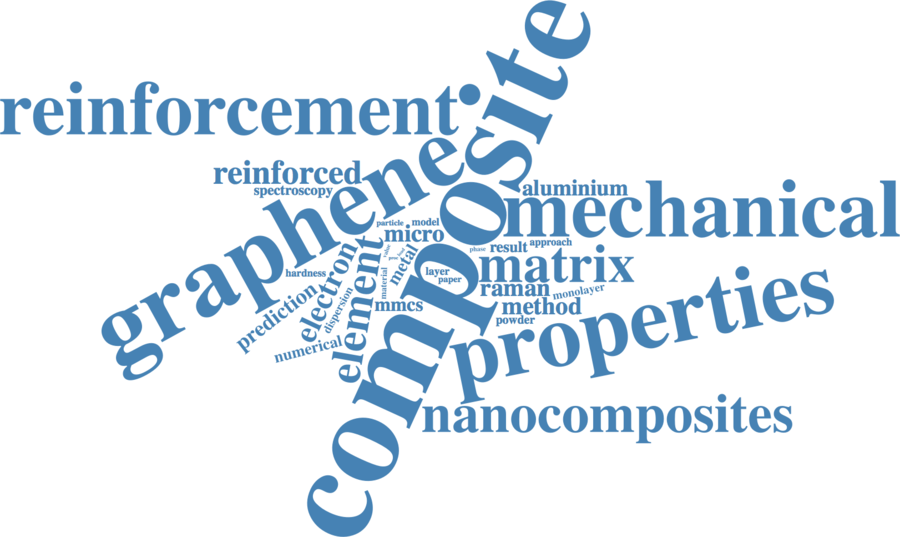 composite
reinforcement
graphene
reinforced
spectroscopy
aluminium
mechanical
particle
model
micro
phase
result
approach
matrix
electron
element
metal
material
hardness
layer
paper
raman
monolayer
prediction
dispersion
mmcs
method
powder
numerical
properties
nanocomposites